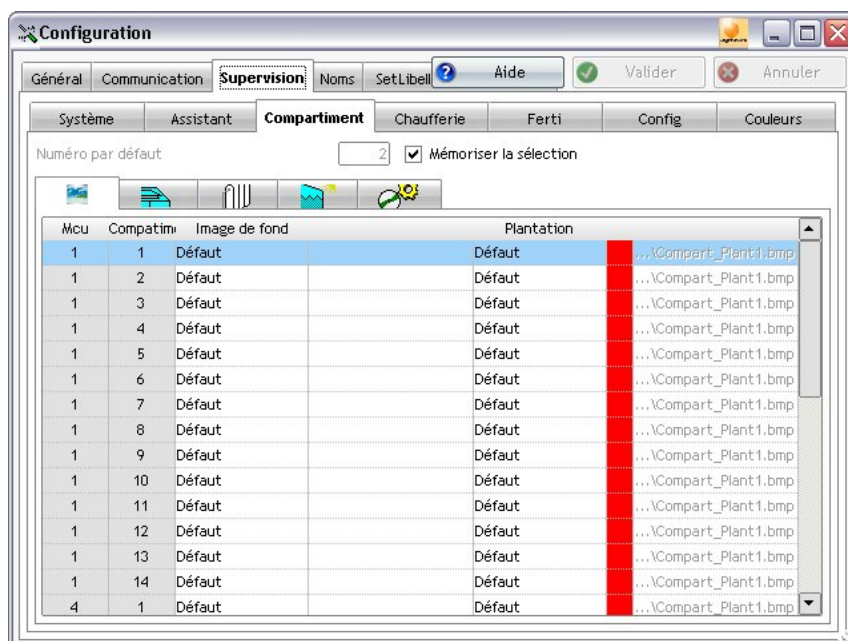 Configuration
Général Communication Supervision Noms SetLibell Aide Valider Annuler
Système Assistant Compartiment Chaufferie Ferti Config Couleurs
Numéro par défaut 2 Mémoriser la sélection
Mcu Compatim Image de fond Plantation
1 1 Défaut Défaut ...\Compart_Plant1.bmp
1 2 Défaut Défaut ...\Compart_Plant1.bmp
1 3 Défaut Défaut ...\Compart_Plant1.bmp
1 4 Défaut Défaut ...\Compart_Plant1.bmp
1 5 Défaut Défaut ...\Compart_Plant1.bmp
1 6 Défaut Défaut ...\Compart_Plant1.bmp
1 7 Défaut Défaut ...\Compart_Plant1.bmp
1 8 Défaut Défaut ...\Compart_Plant1.bmp
1 9 Défaut Défaut ...\Compart_Plant1.bmp
1 10 Défaut Défaut ...\Compart_Plant1.bmp
1 11 Défaut Défaut ...\Compart_Plant1.bmp
1 12 Défaut Défaut ...\Compart_Plant1.bmp
1 13 Défaut Défaut ...\Compart_Plant1.bmp
1 14 Défaut Défaut ...\Compart_Plant1.bmp
4 1 Défaut Défaut ...\Compart_Plant1.bmp